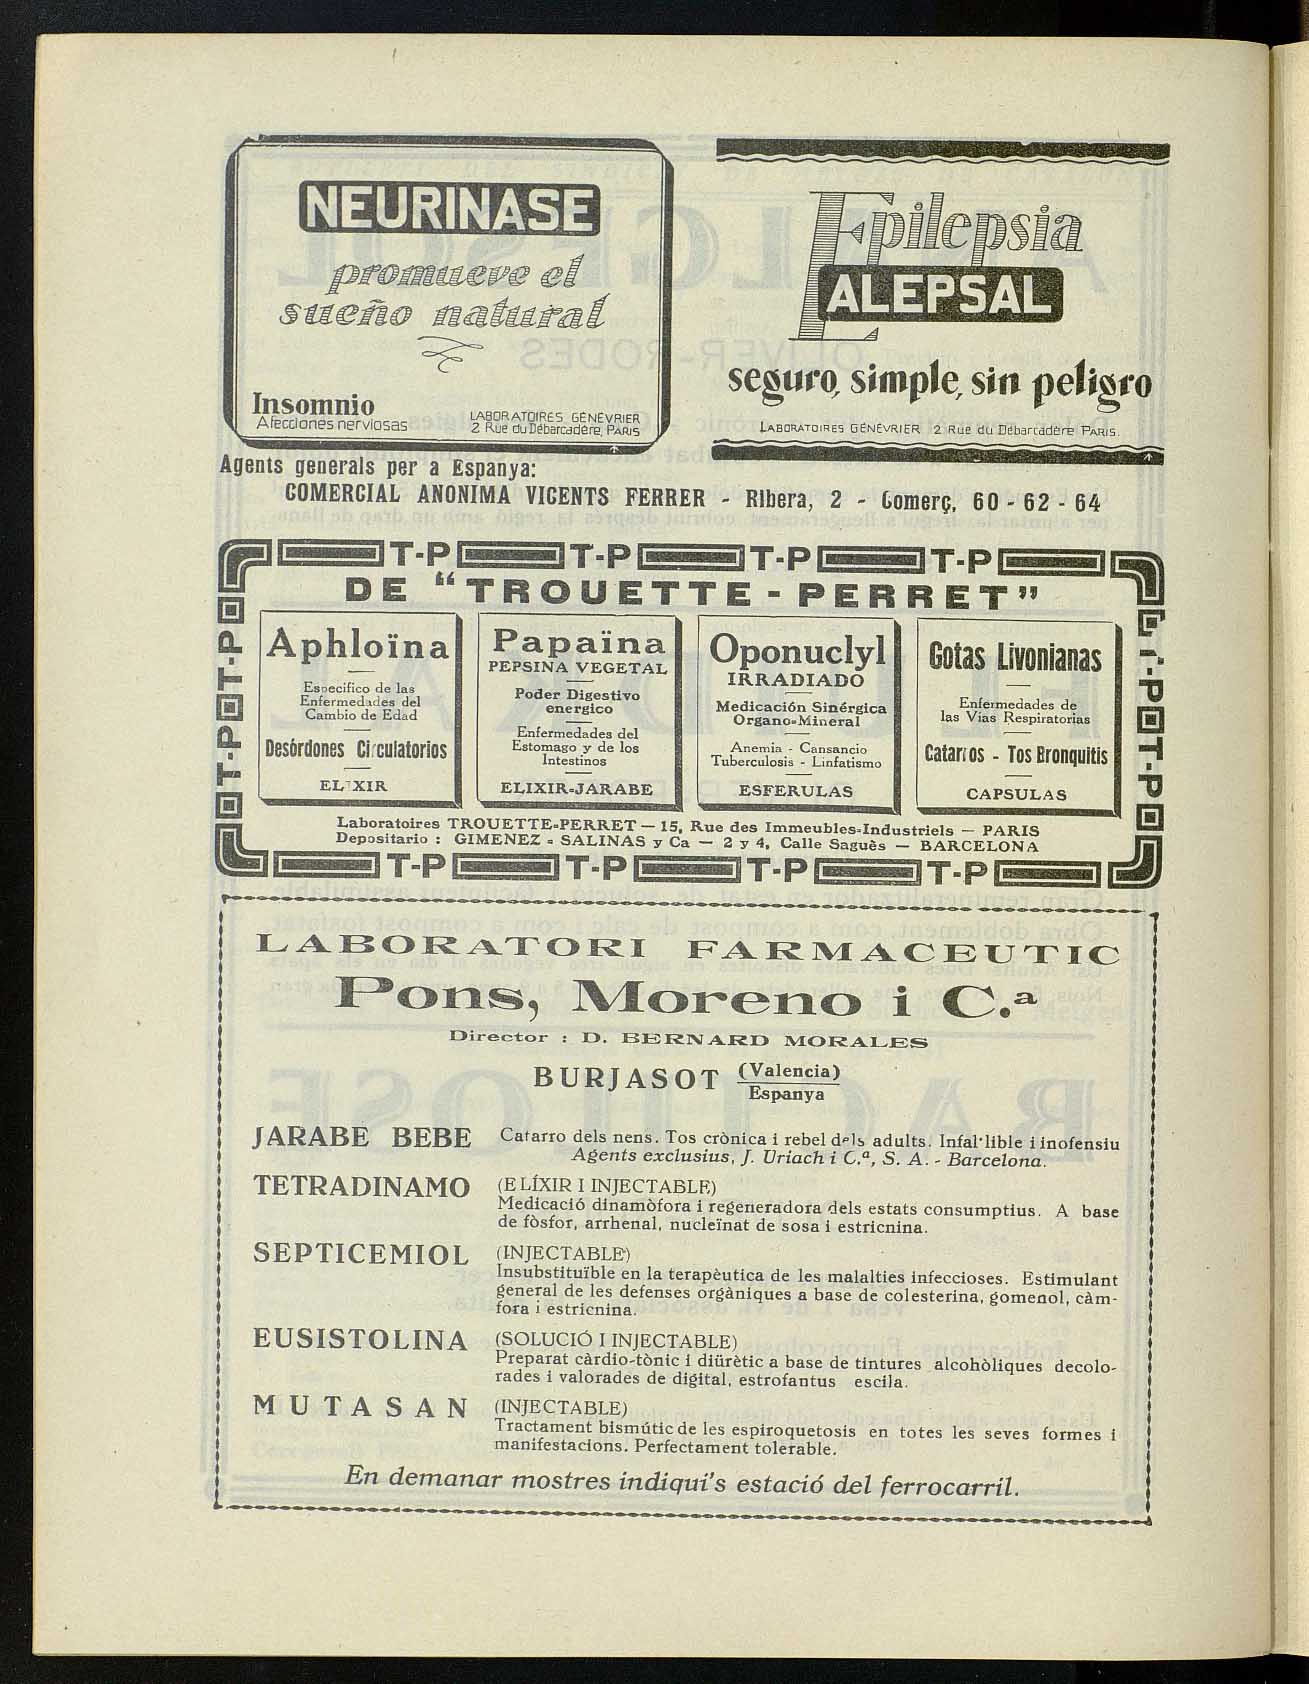 NEURINASE
promueve el
sueño natural
Insomnio
Afecciones nerviosas
LABORATOIRES GÉNÉVRIER
2 Rue du Débarcadère, PARIS
Epilepsia
ALEPSAL
seguro, simple, sin peligro
LABORATOIRES GÉNÉVRIER 2 Rue du Débarcadère PARIS.
Agents generals per a Espanya:
COMERCIAL ANONIMA VICENTS FERRER - Ribera, 2 - Comerç, 60 - 62 - 64
T-P T-P T-P T-P
DE “TROUETTE-PERRET”
T-P T-P
Aphloïna
Especifico de las
Enfermedades del
Cambio de Edad
Desórdones Circulatorios
ELIXIR
Papaïna
PEPSINA VEGETAL
Poder Digestivo
energico
Enfermedades del
Estomago y de los
Intestinos
ELIXIR-JARABE
Oponuclyl
IRRADIADO
Medicación Sinérgica
Organo-Mineral
Anemia - Cansancio
Tuberculosis - Linfatismo
ESFERULAS
Gotas Livonianas
Enfermedades de
las Vias Respiratorias
Catarros - Tos Bronquitis
CAPSULAS
T-P T-P
Laboratoires TROUETTE-PERRET — 15, Rue des Immeubles-Industriels — PARIS
Depositario : GIMENEZ - SALINAS y Ca — 2 y 4, Calle Saguès — BARCELONA
T-P T-P T-P T-P
LABORATORI FARMACEUTIC
Pons, Moreno i C.ª
Director : D. BERNARD MORALES
BURJASOT (Valencia)
Espanya
JARABE BEBE Catarro dels nens. Tos crònica i rebel dels adults. Infal·lible i inofensiu
Agents exclusius, J. Uriach i C.ª, S. A. - Barcelona.
TETRADINAMO (ELÍXIR I INJECTABLE)
Medicació dinamòfora i regeneradora dels estats consumptius. A base
de fòsfor, arrhenal, nucleïnat de sosa i estricnina.
SEPTICEMIOL (INJECTABLE)
Insubstituïble en la terapèutica de les malalties infeccioses. Estimulant
general de les defenses orgàniques a base de colesterina, gomenol, càm-
fora i estricnina.
EUSISTOLINA (SOLUCIÓ I INJECTABLE)
Preparat càrdio-tònic i diürètic a base de tintures alcohòliques decolo-
rades i valorades de digital, estrofantus escila.
MUTASAN (INJECTABLE)
Tractament bismútic de les espiroquetosis en totes les seves formes i
manifestacions. Perfectament tolerable.
En demanar mostres indiqui's estació del ferrocarril.